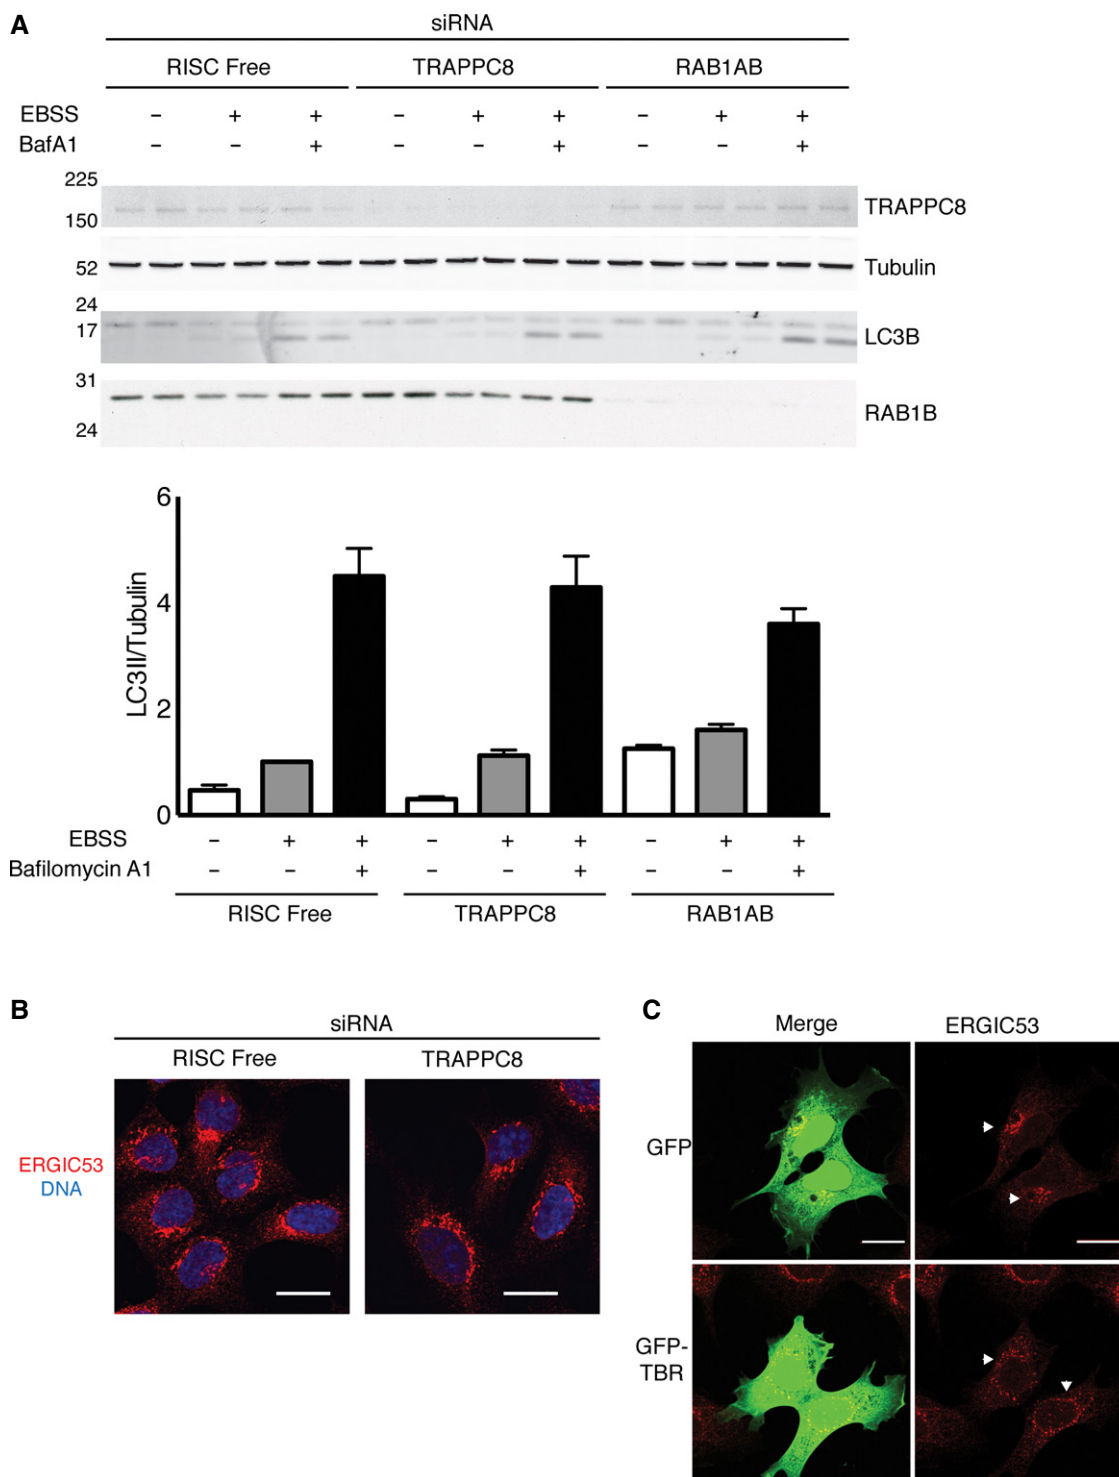 A
siRNA
RISC Free TRAPPC8 RAB1AB
EBSS - + + - + + - + +
BafA1 - - + - - + - - +
225
150
TRAPPC8
52
Tubulin
24
17
LC3B
31
24
RAB1B
6
4
2
0
LC3II/Tubulin
EBSS - + + - + + - + +
Bafilomycin A1 - - + - - + - - +
RISC Free TRAPPC8 RAB1AB
B
siRNA
RISC Free TRAPPC8
ERGIC53
DNA
C
Merge ERGIC53
GFP
GFP-
TBR